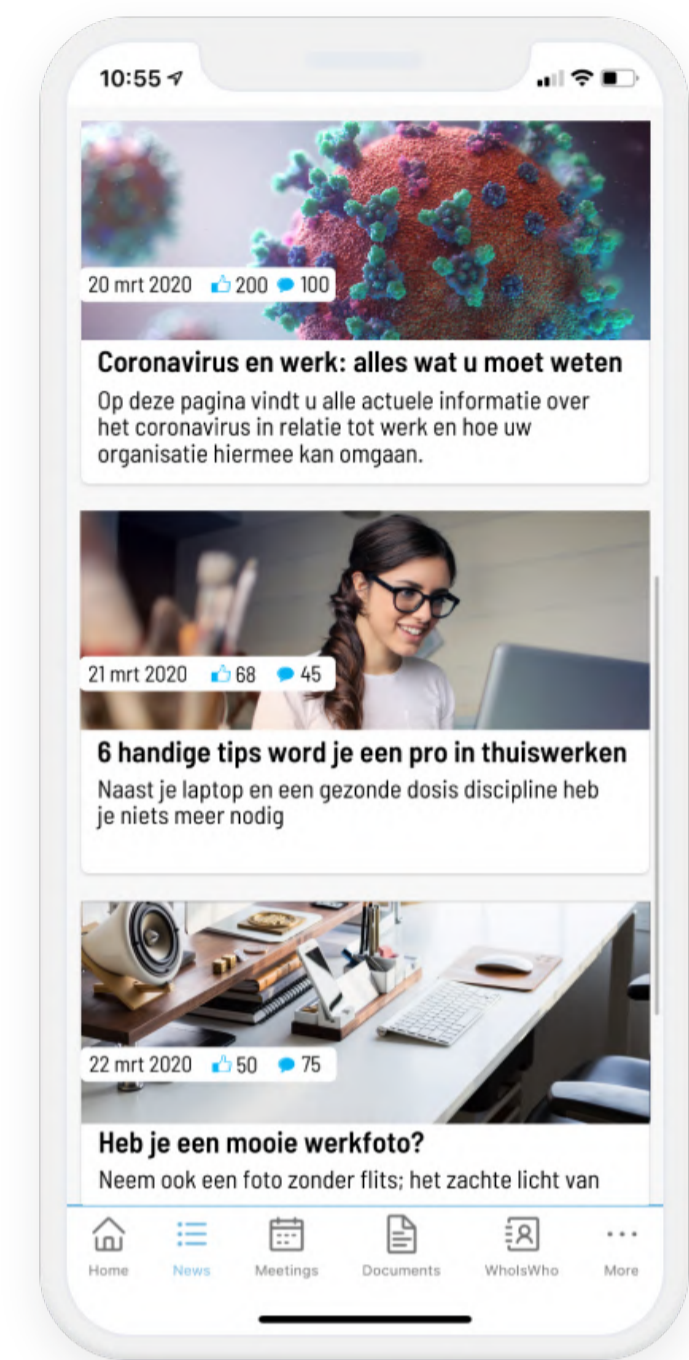 10:55
20 mrt 2020 200 100
Coronavirus en werk: alles wat u moet weten
Op deze pagina vindt u alle actuele informatie over
het coronavirus in relatie tot werk en hoe uw
organisatie hiermee kan omgaan.
21 mrt 2020 68 45
6 handige tips word je een pro in thuiswerken
Naast je laptop en een gezonde dosis discipline heb
je niets meer nodig
22 mrt 2020 50 75
Heb je een mooie werkfoto?
Neem ook een foto zonder flits; het zachte licht van
Home News Meetings Documents WhoIsWho More